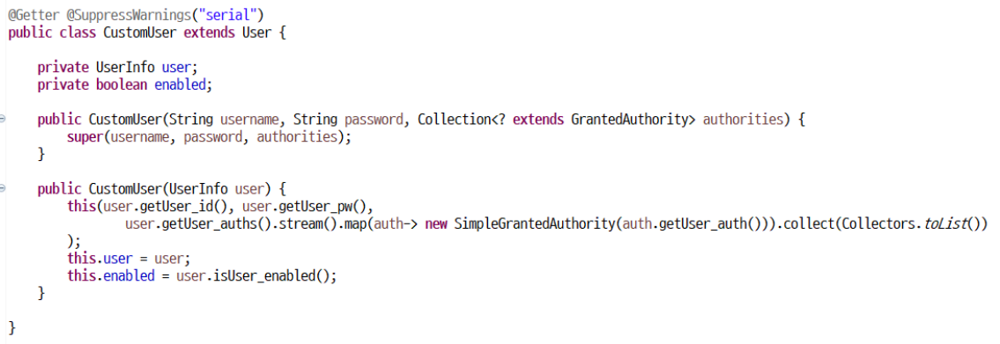 @Getter @SuppressWarnings("serial")
public class CustomUser extends User {
private UserInfo user;
private boolean enabled;
public CustomUser(String username, String password, Collection<? extends GrantedAuthority> authorities) {
super(username, password, authorities);
}
public CustomUser(UserInfo user) {
this(user.getUser_id(), user.getUser_pw(),
user.getUser_auths().stream().map(auth-> new SimpleGrantedAuthority(auth.getUser_auth())).collect(Collectors.toList())
);
this.user = user;
this.enabled = user.isUser_enabled();
}
}